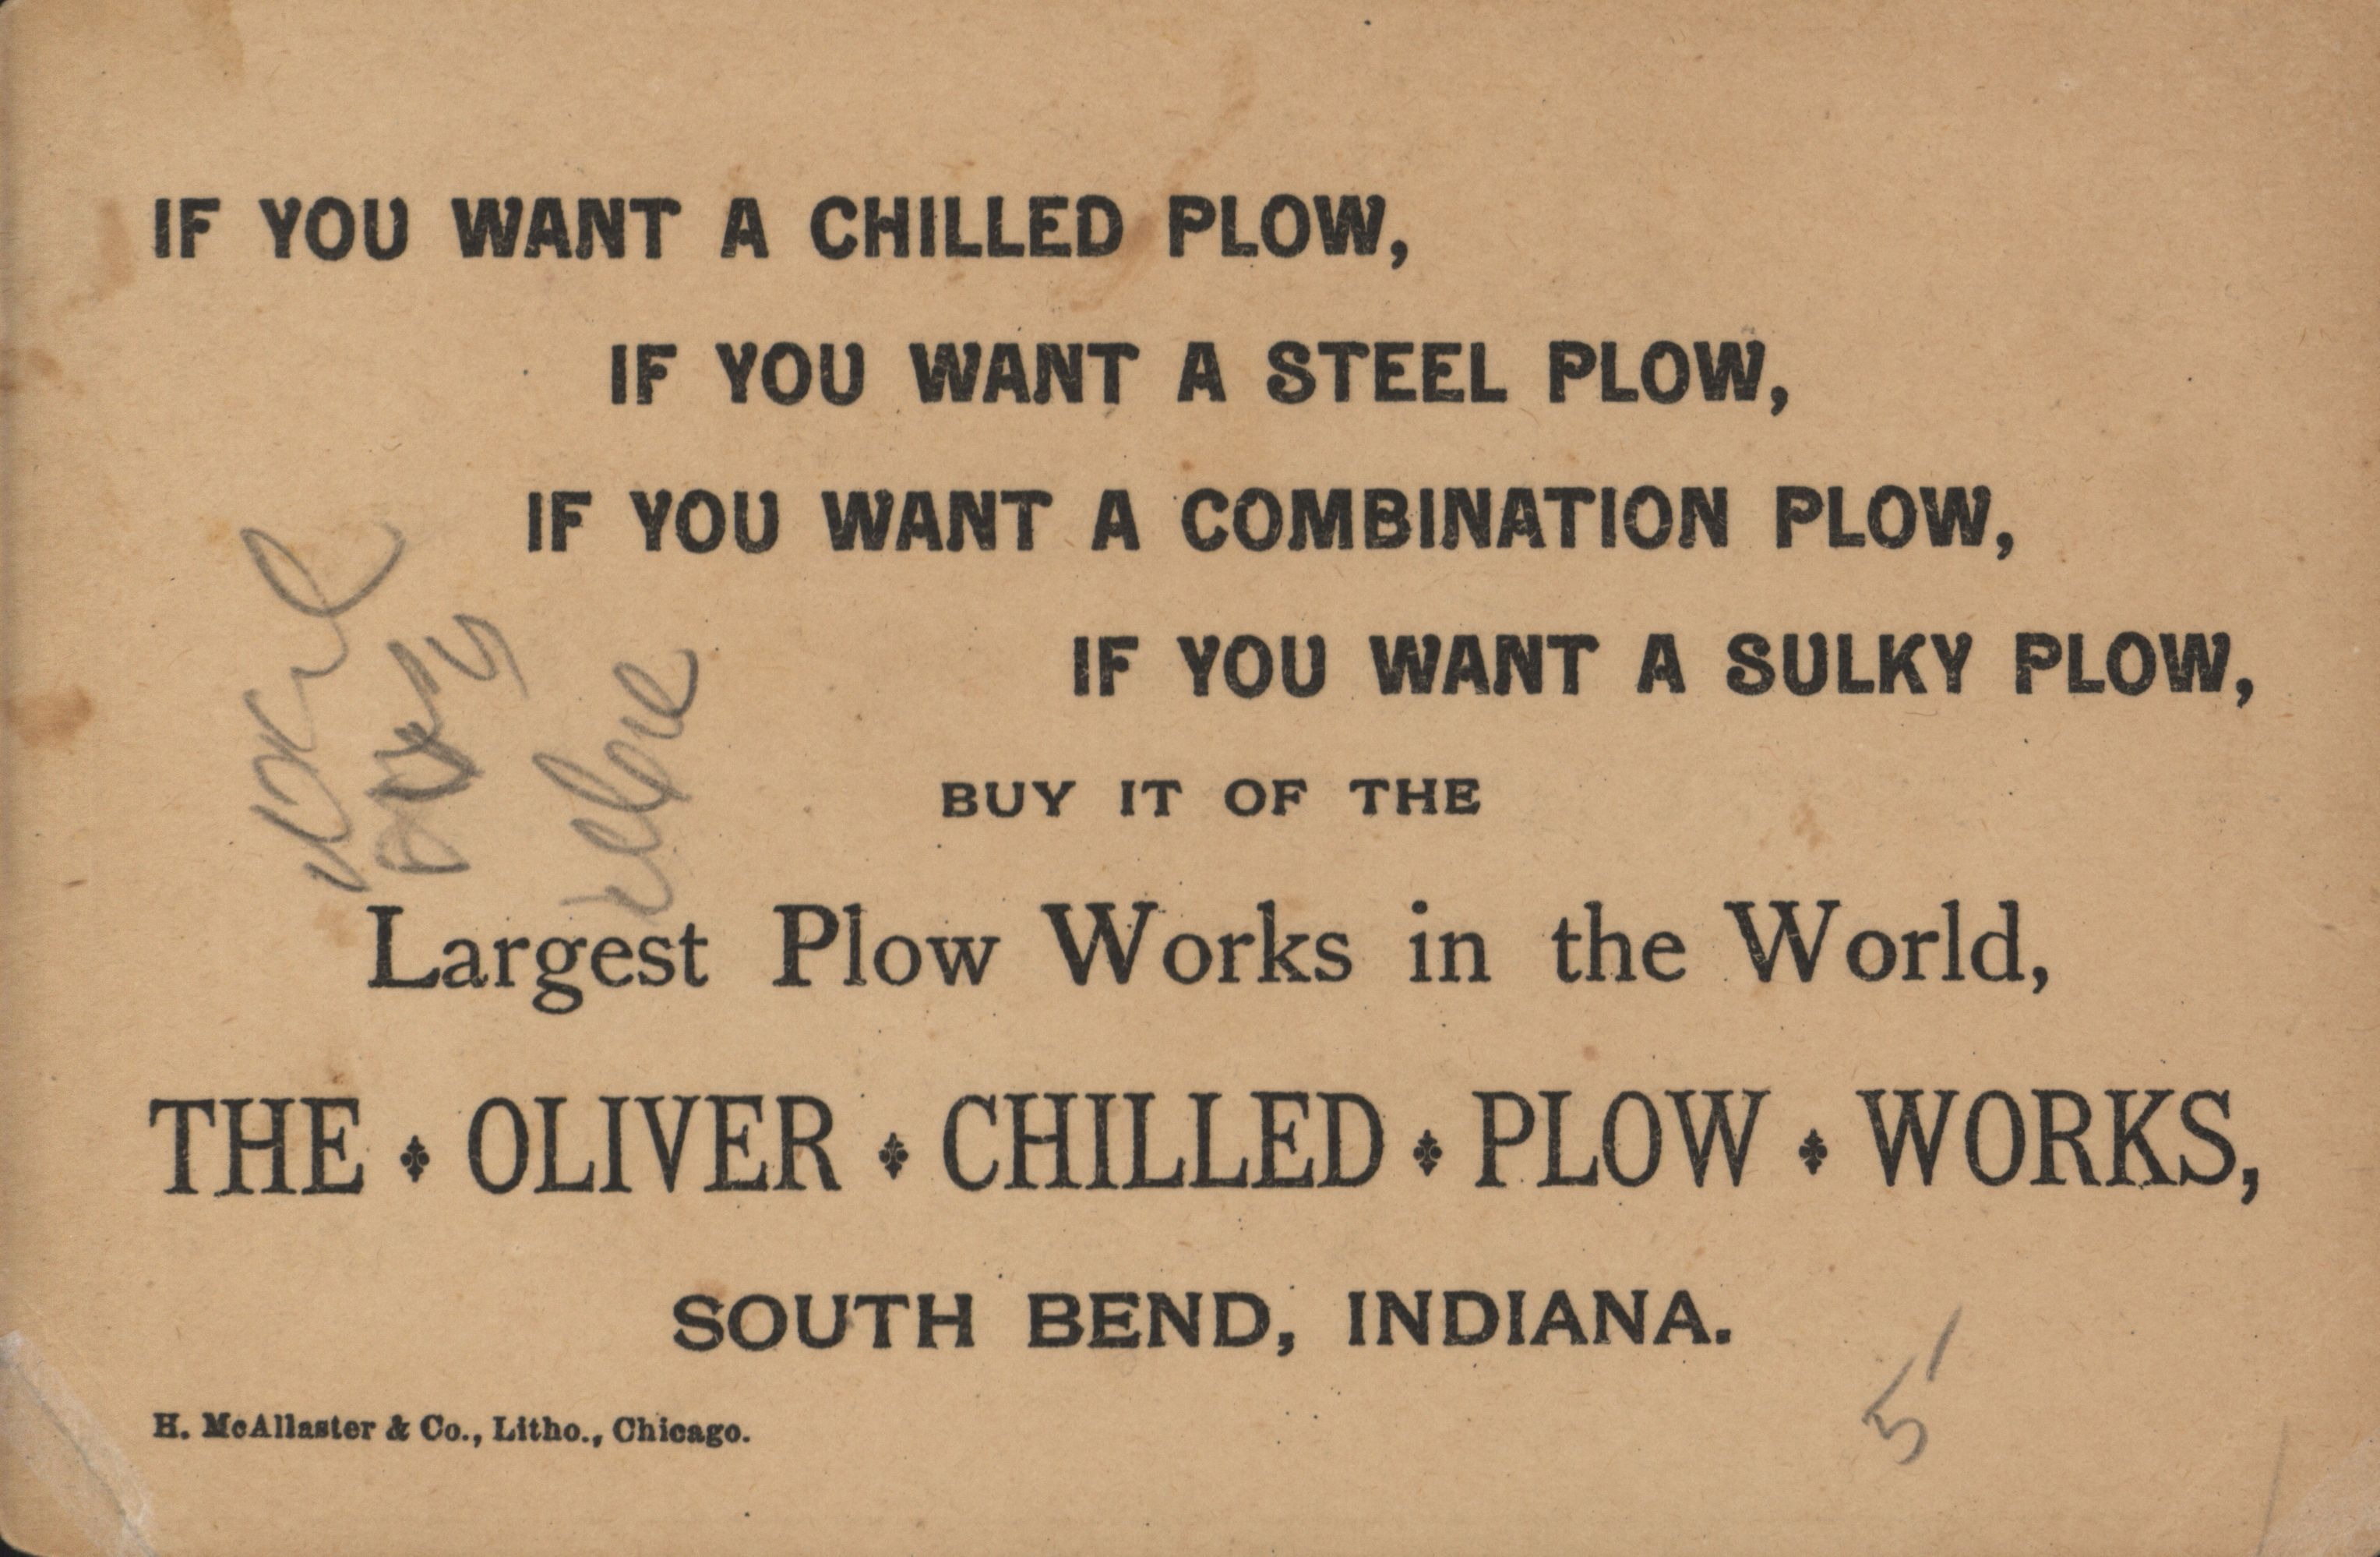 IF YOU WANT A CHILLED PLOW,
IF YOU WANT A STEEL PLOW,
IF YOU WANT A COMBINATION PLOW,
IF YOU WANT A SULKY PLOW,
BUY IT OF THE
Largest Plow Works in the World,
THE OLIVER CHILLED PLOW WORKS,
SOUTH BEND, INDIANA.
H. McAllaster & Co., Litho., Chicago.
5